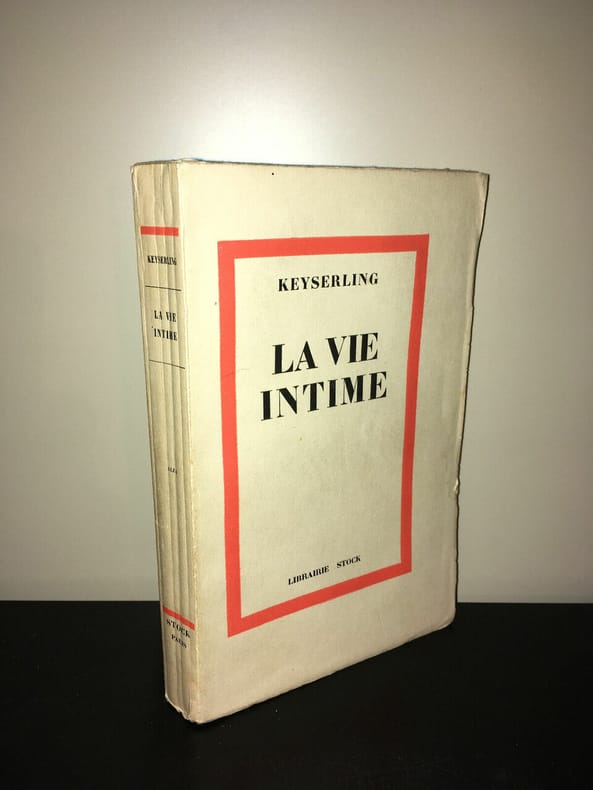 KEYSERLING
LA VIE
INTIME
STOCK
PARIS
KEYSERLING
LA VIE
INTIME
LIBRAIRIE STOCK